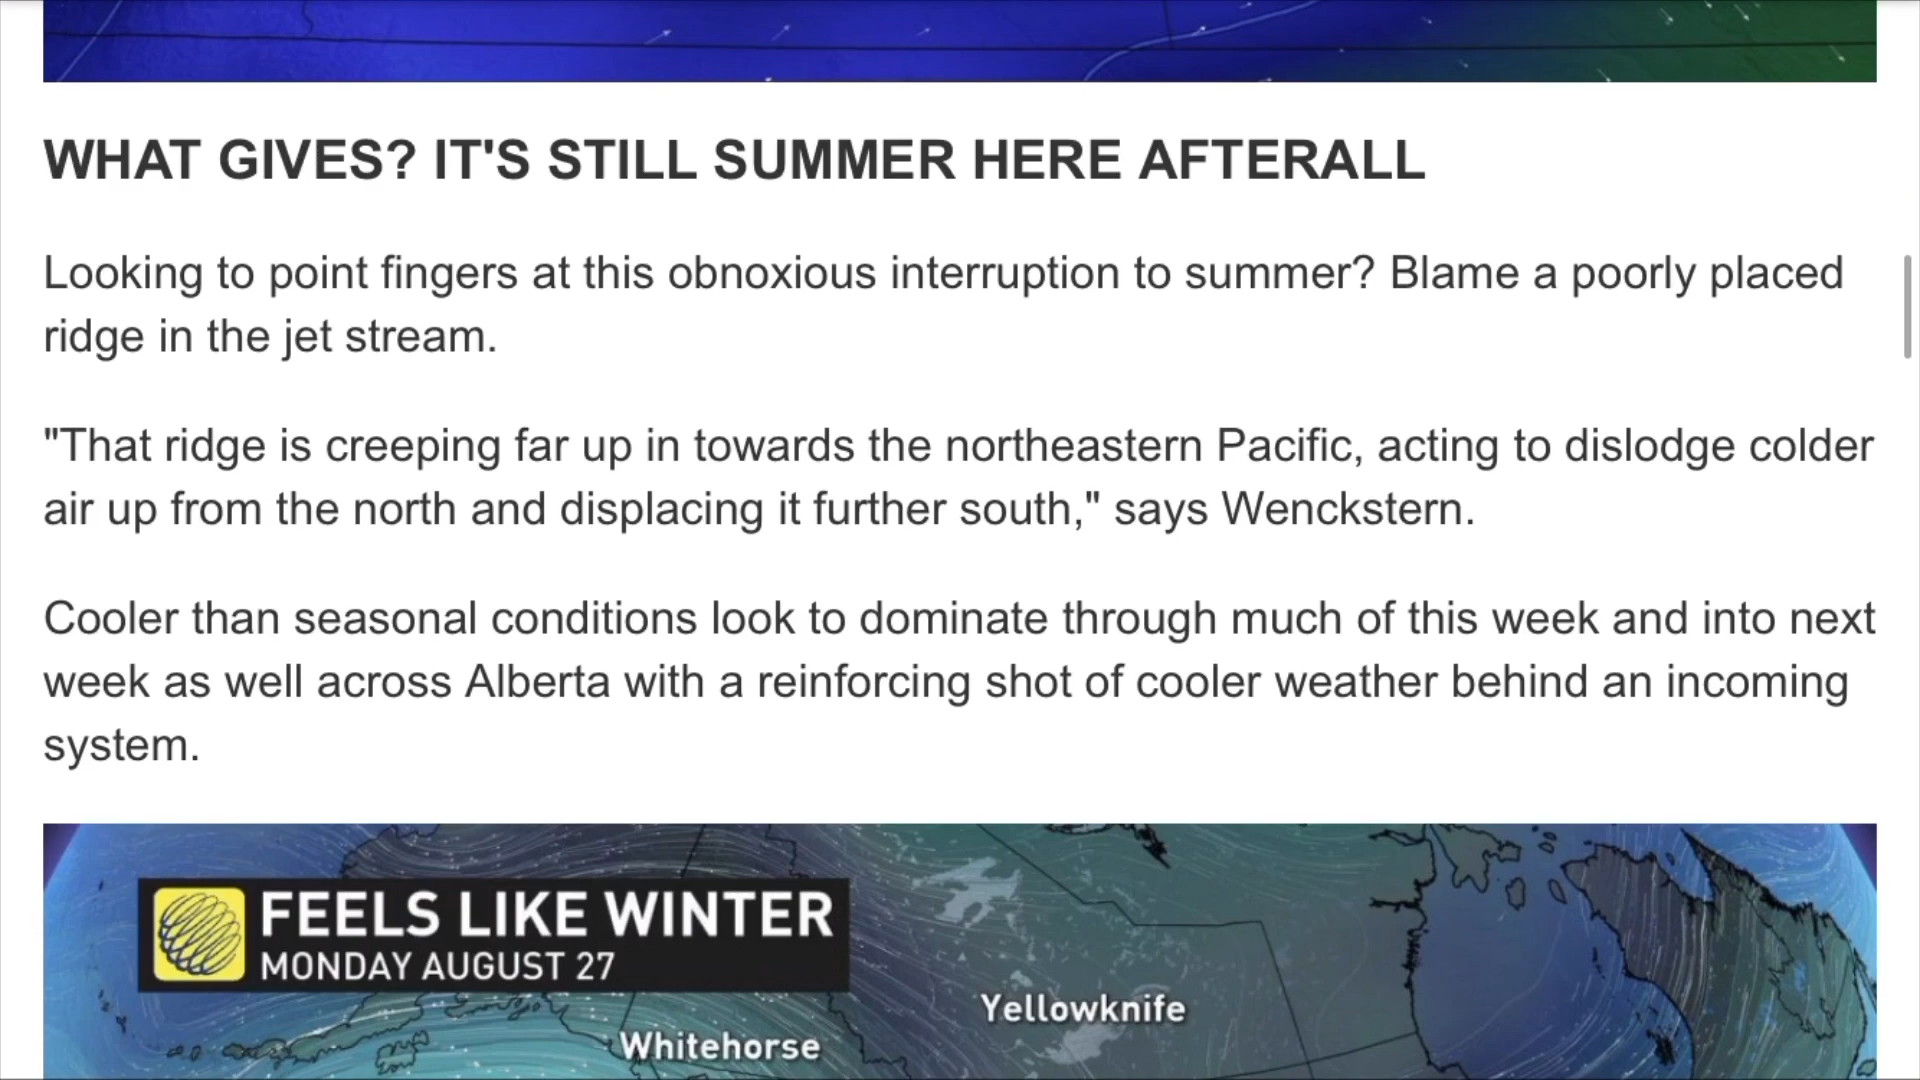 WHAT GIVES? IT'S STILL SUMMER HERE AFTERALL
Looking to point fingers at this obnoxious interruption to summer? Blame a poorly placed
ridge in the jet stream.
"That ridge is creeping far up in towards the northeastern Pacific, acting to dislodge colder
air up from the north and displacing it further south," says Wenckstern.
Cooler than seasonal conditions look to dominate through much of this week and into next
week as well across Alberta with a reinforcing shot of cooler weather behind an incoming
system.
FEELS LIKE WINTER
MONDAY AUGUST 27
Yellowknife
Whitehorse